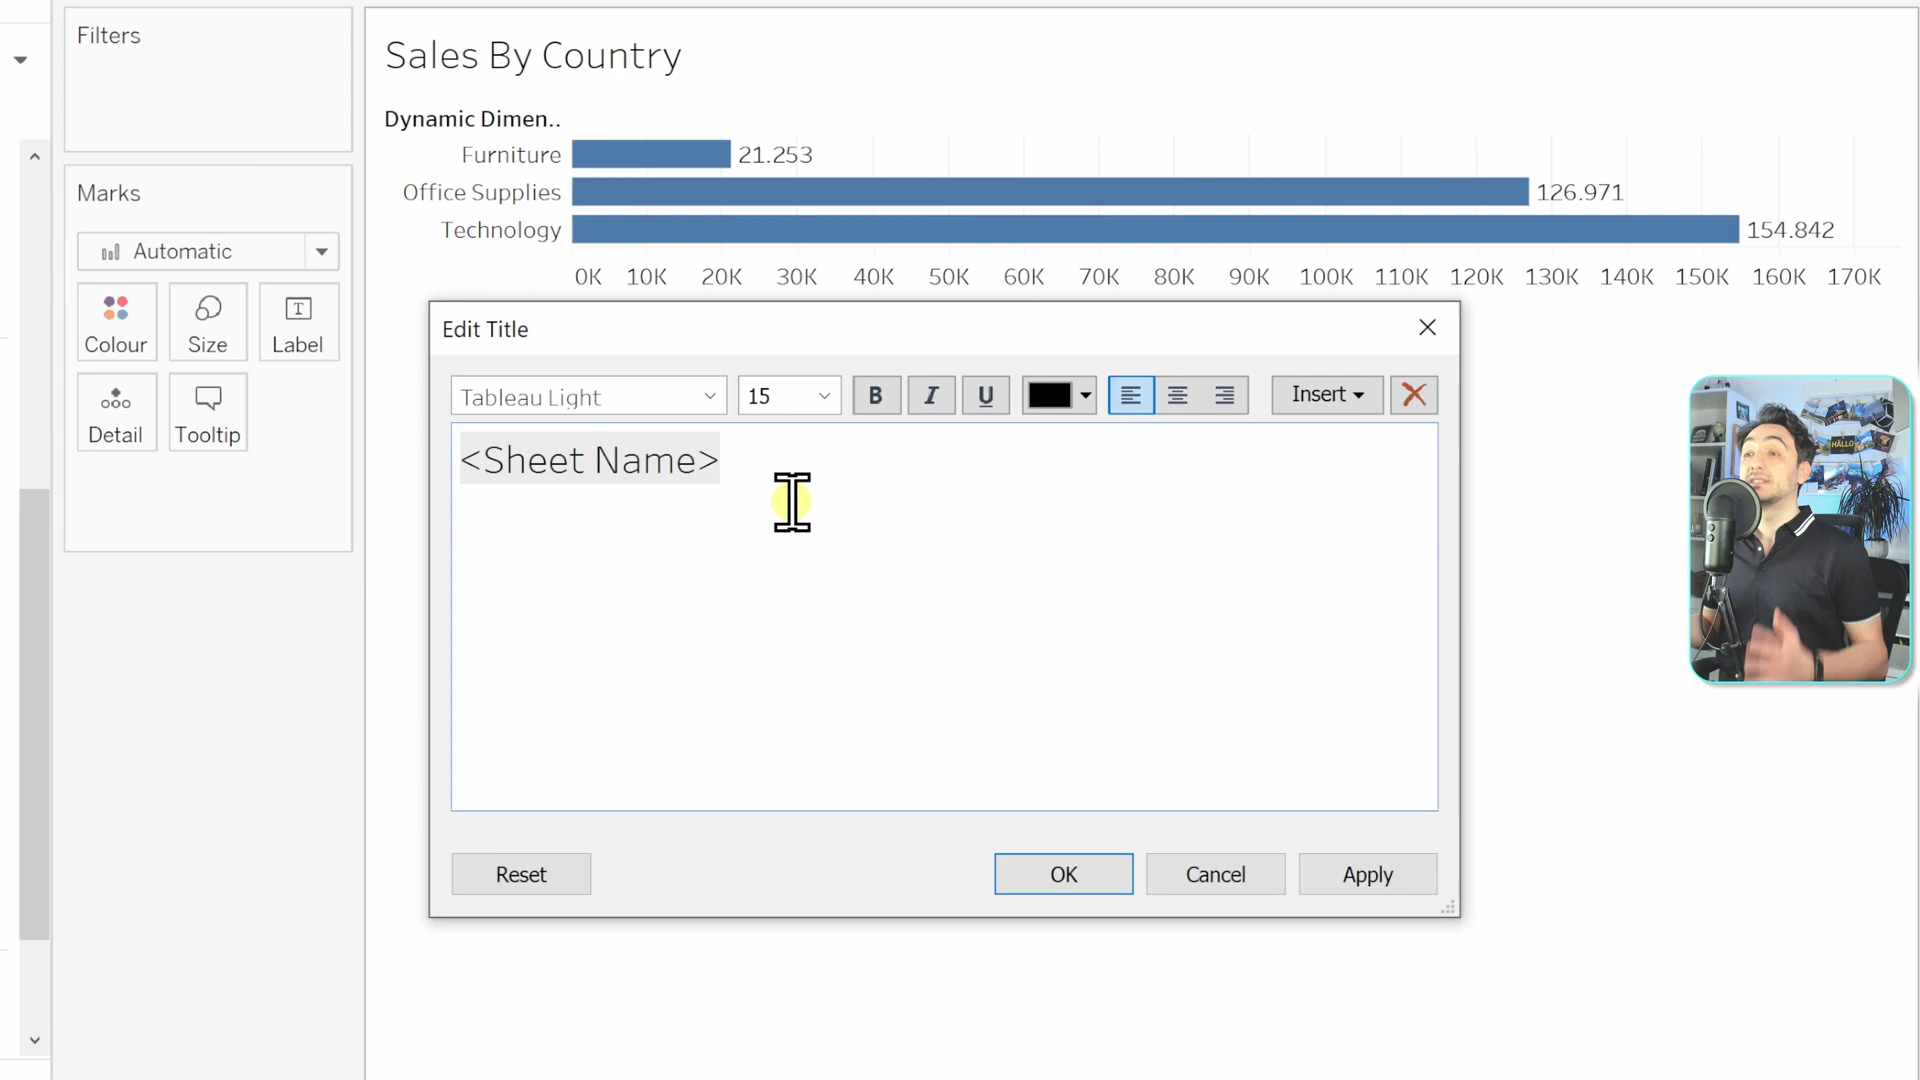 Filters
Marks
Automatic
Colour
Size
Label
Detail
Tooltip
Sales By Country
Dynamic Dimen..
Furniture 21.253
Office Supplies 126.971
Technology 154.842
0K 10K 20K 30K 40K 50K 60K 70K 80K 90K 100K 110K 120K 130K 140K 150K 160K 170K
Edit Title
Tableau Light 15 B I U Insert
<Sheet Name>
Reset OK Cancel Apply
HALLO